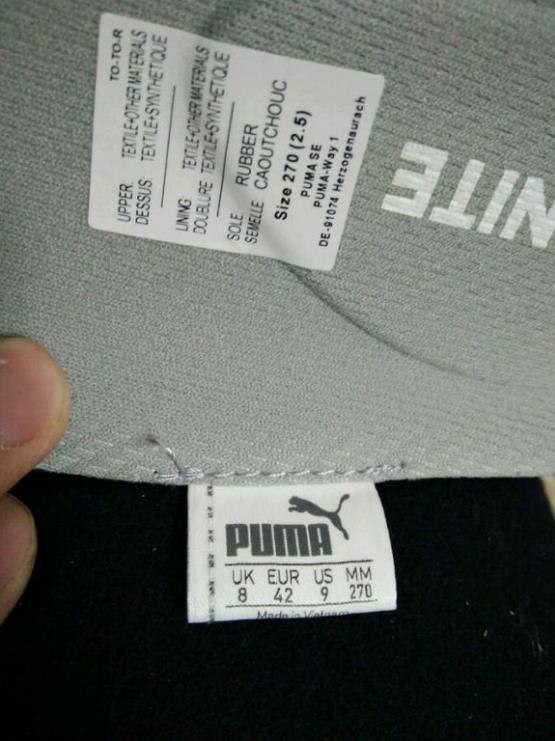 TO-TO-R
UPPER: TEXTILE+OTHER MATERIALS
DESSUS: TEXTILE+SYNTHETIQUE
LINING: TEXTILE+OTHER MATERIALS
DOUBLURE TEXTILE+SYNTHETIQUE
SOLE RUBBER
SEMELLE CAOUTCHOUC
Size 270 (2.5)
PUMA SE
PUMA-Way 1
DE-91074 Herzogenaurach
NITE
PUMA
UK EUR US MM
8 42 9 270
Made in Vietnam